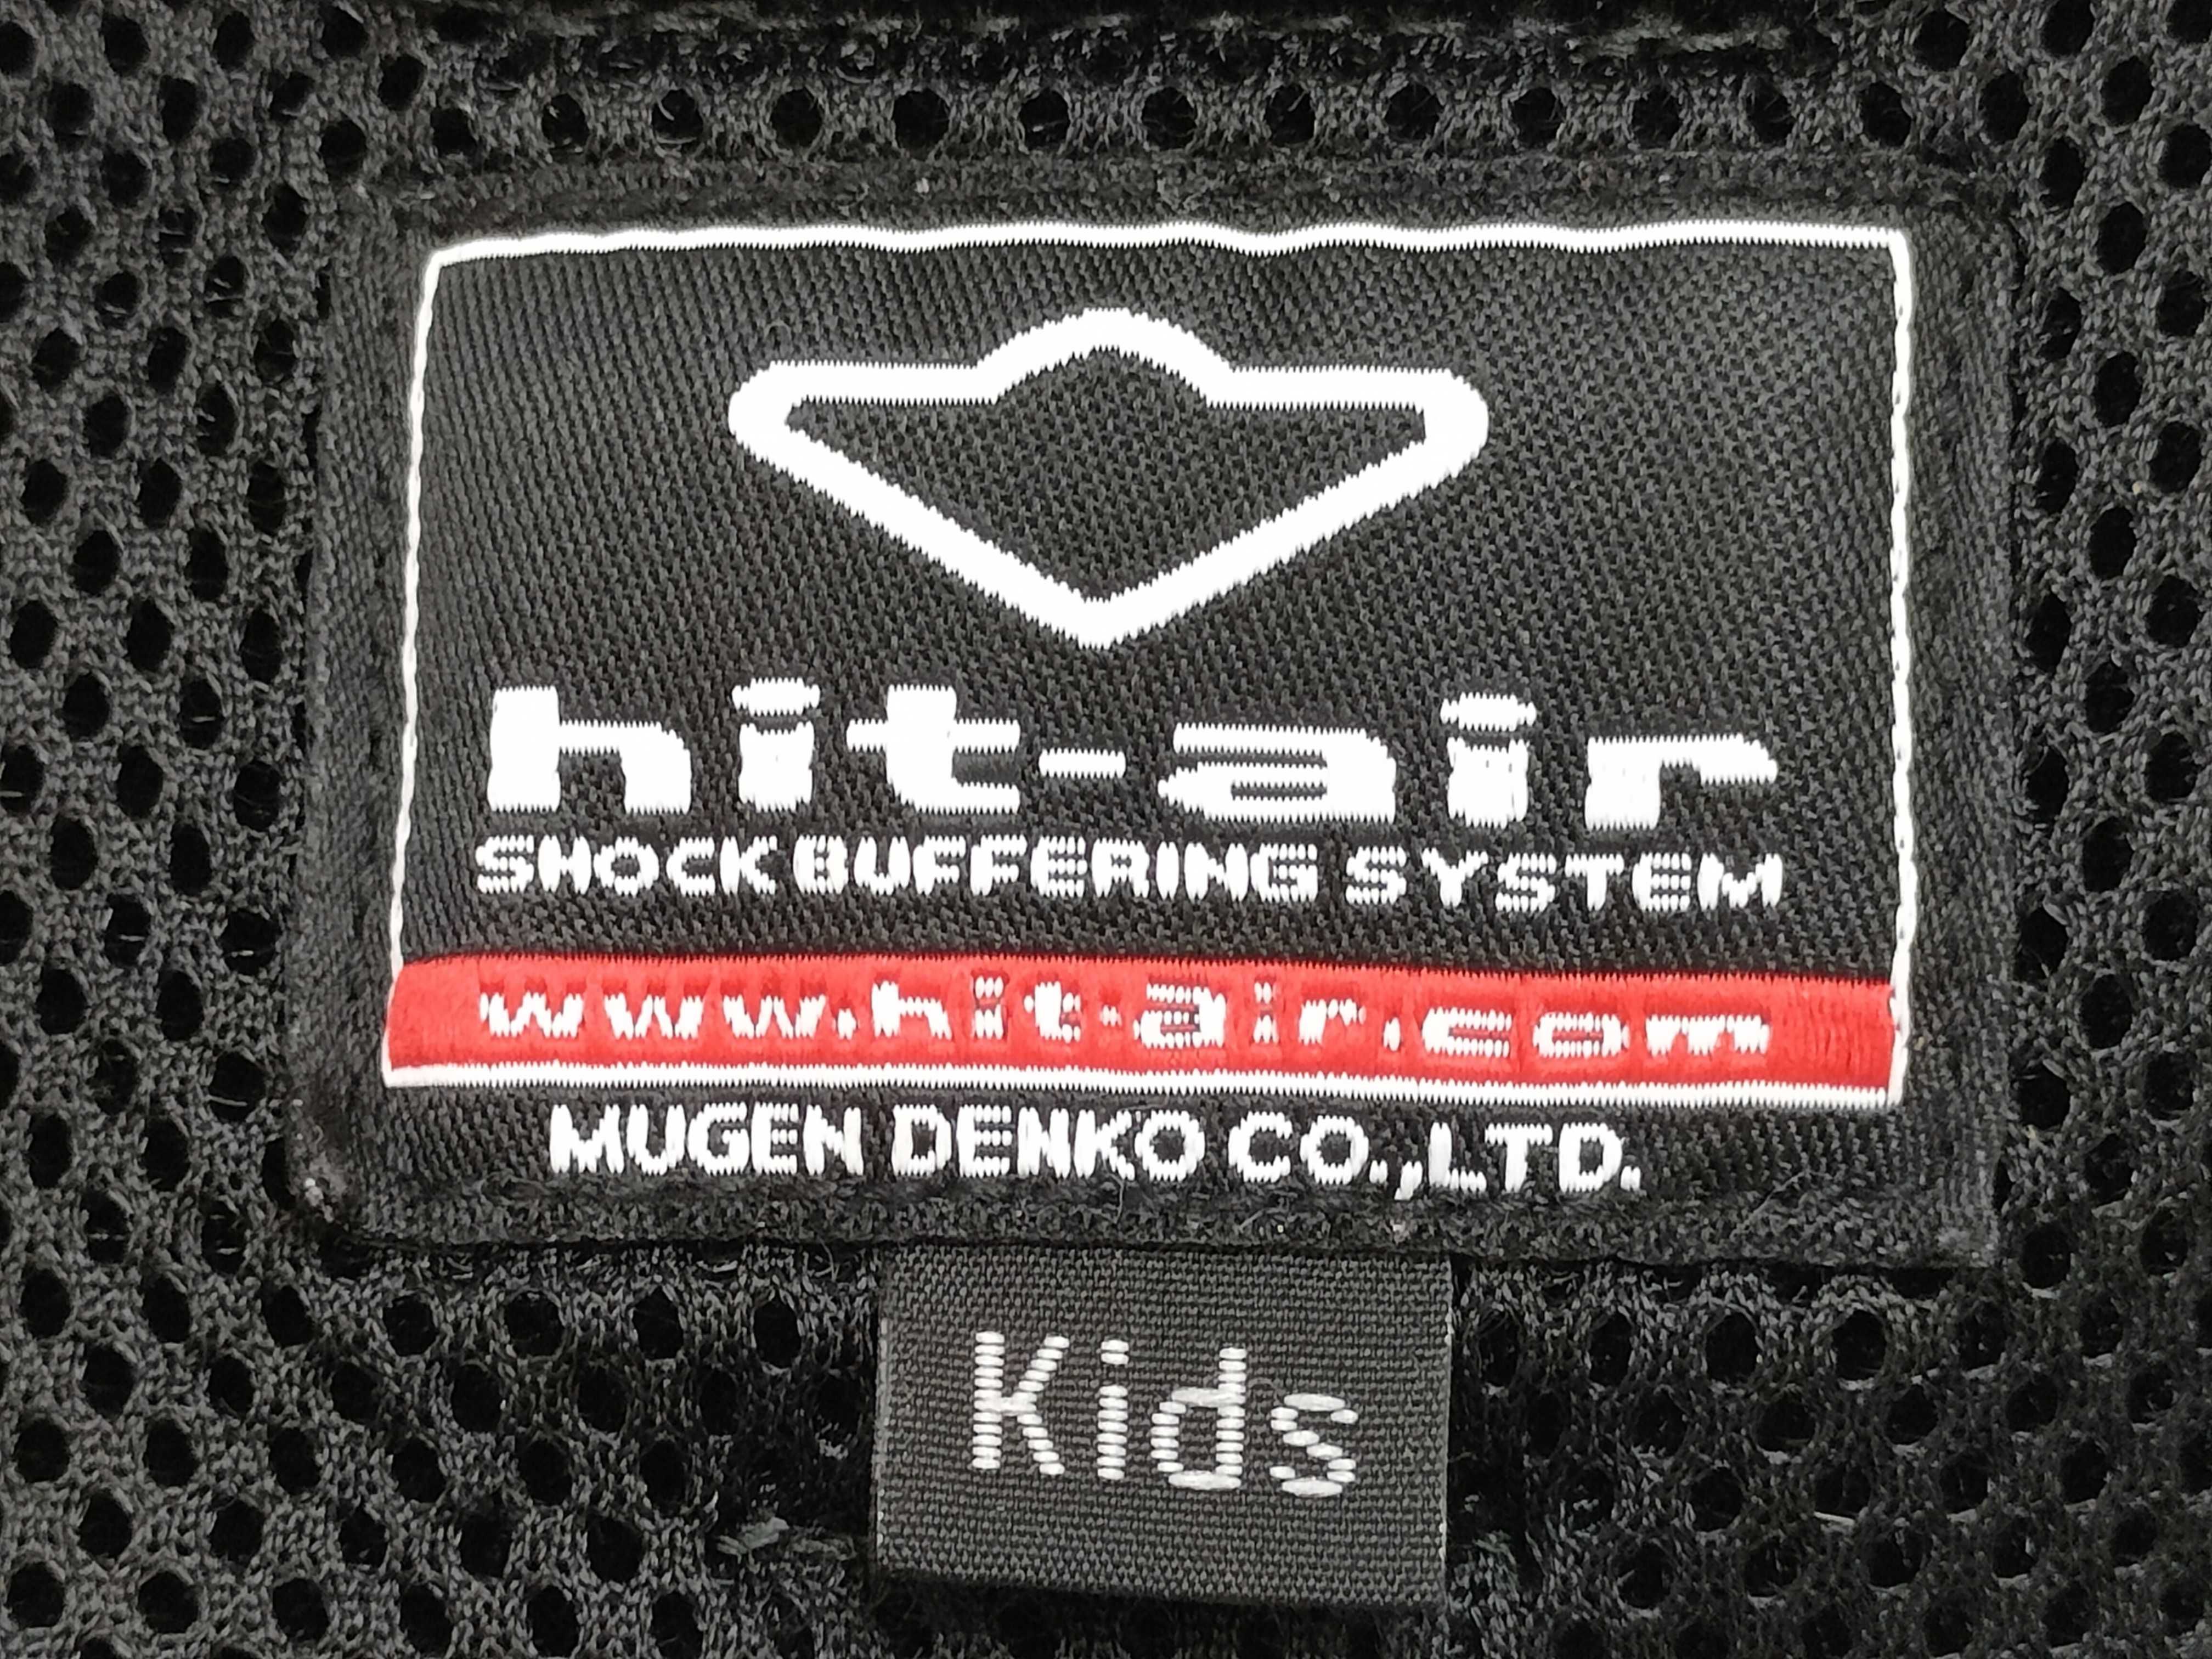 hit-air
SHOCK BUFFERING SYSTEM
www.hit-air.com
MUGEN DENKO CO.,LTD.
Kids